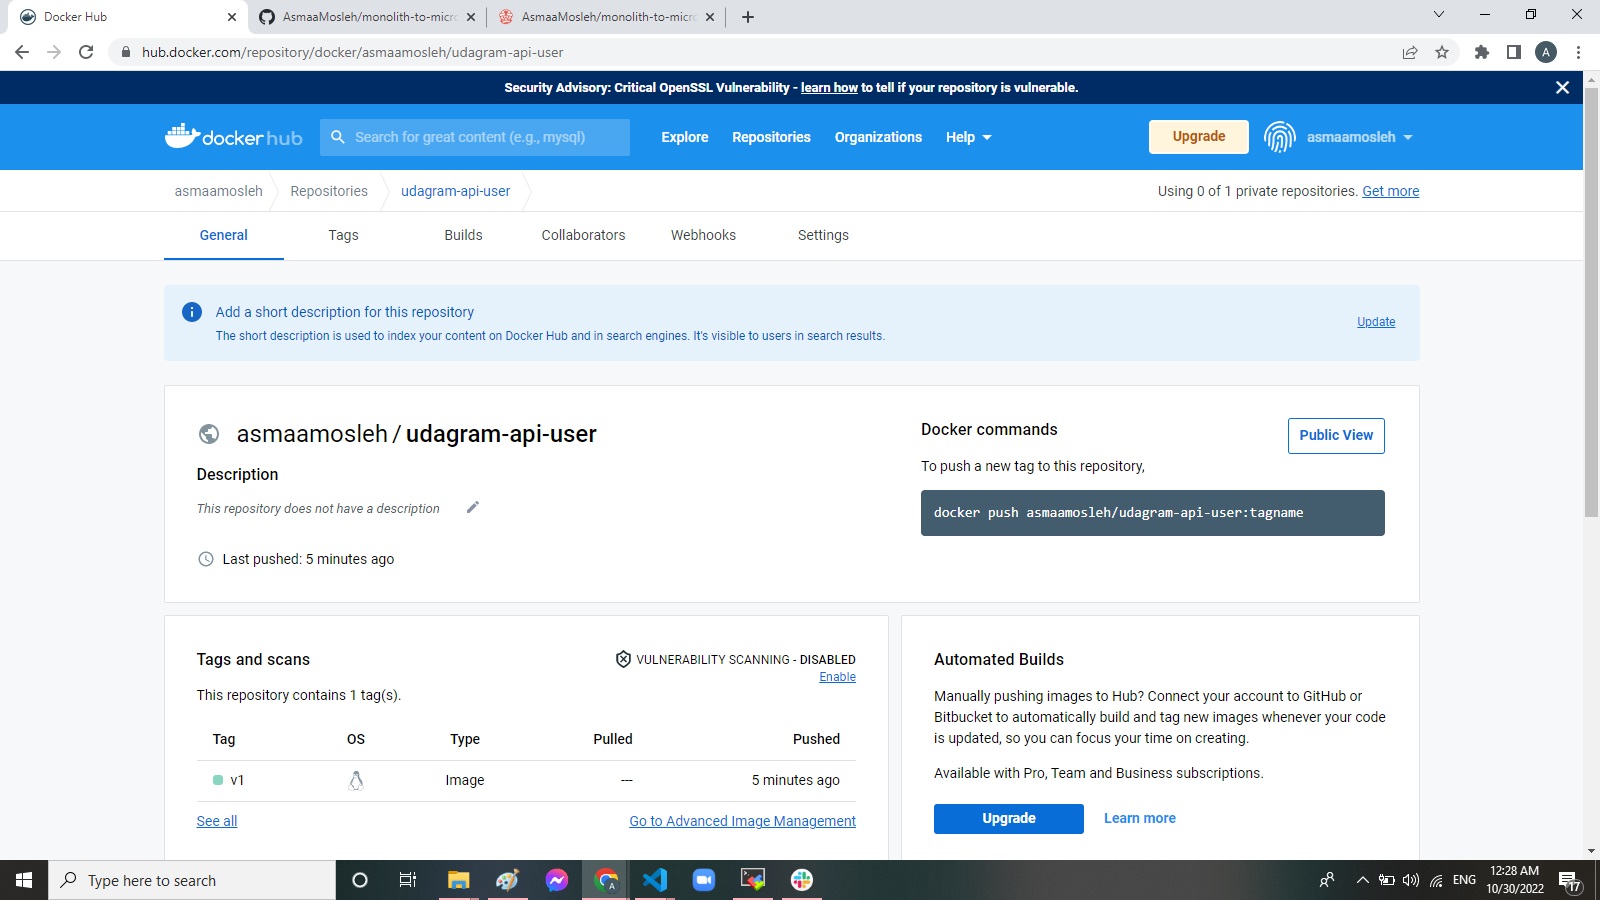 Docker Hub
AsmaaMosleh/monolith-to-micro
AsmaaMosleh/monolith-to-micro
hub.docker.com/repository/docker/asmaamosleh/udagram-api-user
A
Security Advisory: Critical OpenSSL Vulnerability - learn how to tell if your repository is vulnerable.
docker hub
Search for great content (e.g., mysql)
Explore
Repositories
Organizations
Help
Upgrade
asmaamosleh
asmaamosleh
Repositories
udagram-api-user
Using 0 of 1 private repositories. Get more
General
Tags
Builds
Collaborators
Webhooks
Settings
Add a short description for this repository
The short description is used to index your content on Docker Hub and in search engines. It's visible to users in search results.
Update
asmaamosleh / udagram-api-user
Description
This repository does not have a description
Last pushed: 5 minutes ago
Docker commands
Public View
To push a new tag to this repository,
docker push asmaamosleh/udagram-api-user:tagname
Tags and scans
VULNERABILITY SCANNING - DISABLED
Enable
This repository contains 1 tag(s).
Tag OS Type Pulled Pushed
v1 Image --- 5 minutes ago
See all
Go to Advanced Image Management
Automated Builds
Manually pushing images to Hub? Connect your account to GitHub or
Bitbucket to automatically build and tag new images whenever your code
is updated, so you can focus your time on creating.
Available with Pro, Team and Business subscriptions.
Upgrade
Learn more
Type here to search
A
ENG
12:28 AM
10/30/2022
17